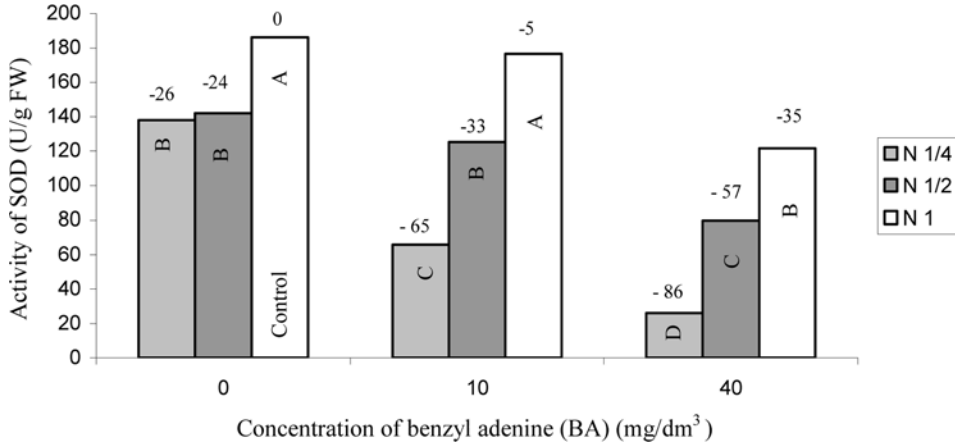 Activity of SOD (U/g FW)
200
180
160
140
120
100
80
60
40
20
0
-26
-24
0
-5
-33
- 65
-35
- 57
- 86
B
B
A
Control
C
B
A
D
C
B
0
10
40
Concentration of benzyl adenine (BA) (mg/dm³)
N 1/4
N 1/2
N 1